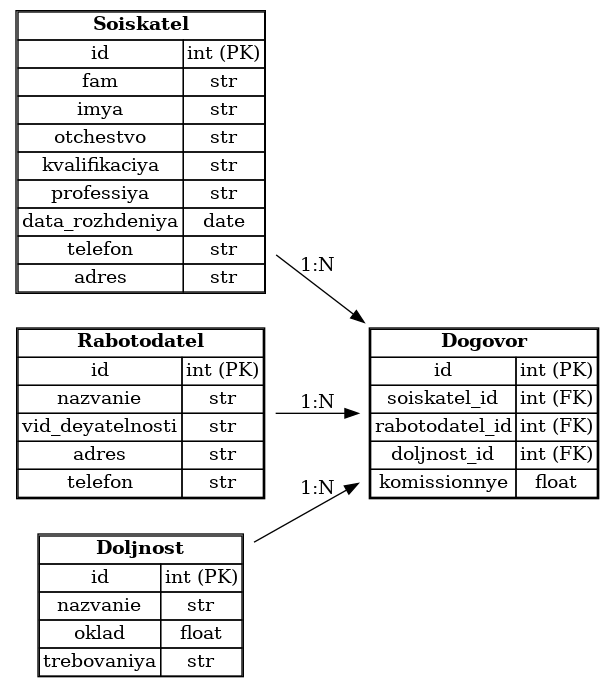 Soiskatel
id int (PK)
fam str
imya str
otchestvo str
kvalifikaciya str
professiya str
data_rozhdeniya date
telefon str
adres str
1:N
Rabotodatel
id int (PK)
nazvanie str
vid_deyatelnosti str
adres str
telefon str
1:N
Dogovor
id int (PK)
soiskatel_id int (FK)
rabotodatel_id int (FK)
doljnost_id int (FK)
komissionnye float
1:N
Doljnost
id int (PK)
nazvanie str
oklad float
trebovaniya str